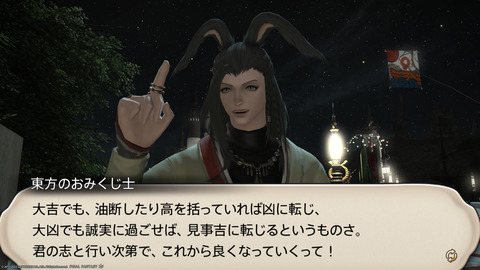 東方のおみくじ士
大吉でも、油断したり高を括っていれば凶に転じ、
大凶でも誠実に過ごせば、見事吉に転じるというものさ。
君の志と行い次第で、これから良くなっていくって！